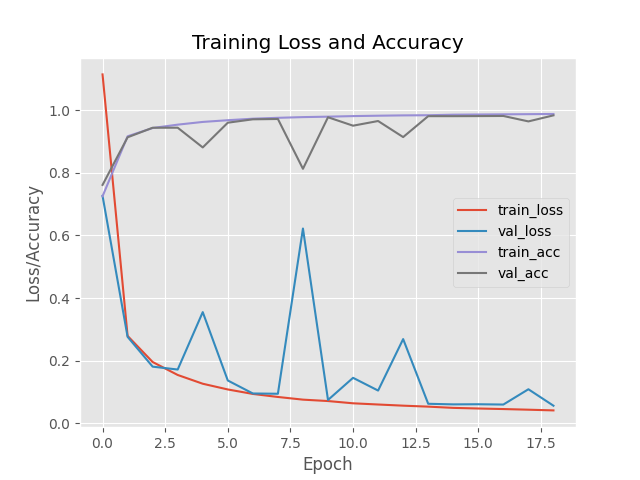 Training Loss and Accuracy
Loss/Accuracy
1.0
0.8
0.6
0.4
0.2
0.0
train_loss
val_loss
train_acc
val_acc
0.0 2.5 5.0 7.5 10.0 12.5 15.0 17.5
Epoch